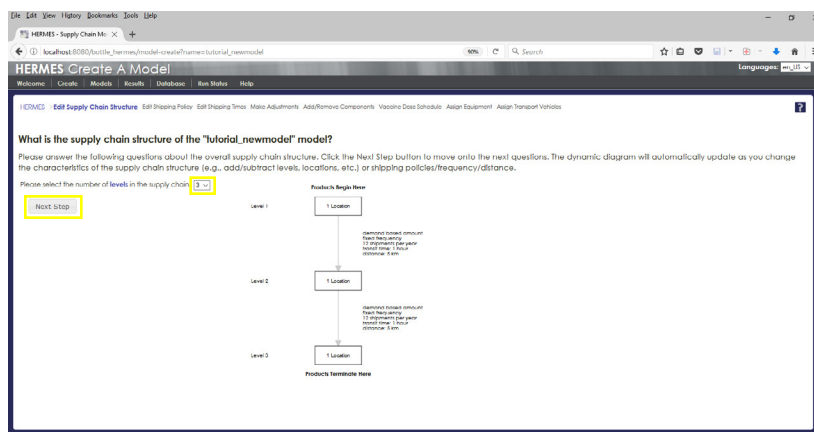 File Edit View History Bookmarks Tools Help
HERMES - Supply Chain Mo
localhost:8080/bottle_hermes/model-create?name=tutorial_newmodel
90%
Search
HERMES Create A Model
Languages: en_US
Welcome Create Models Results Database Run Status Help
HERMES Edit Supply Chain Structure Edit Shipping Policy Edit Shipping Times Make Adjustments Add/Remove Components Vaccine Dose Schedule Assign Equipment Assign Transport Vehicles
?
What is the supply chain structure of the "tutorial_newmodel" model?
Please answer the following questions about the overall supply chain structure. Click the Next Step button to move onto the next questions. The dynamic diagram will automatically update as you change
the characteristics of the supply chain structure (e.g., add/subtract levels, locations, etc.) or shipping policies/frequency/distance.
Please select the number of levels in the supply chain 3
Next Step
Products Begin Here
Level 1
1 Location
demand based amount
fixed frequency
12 shipments per year
transit time: 1 hour
distance: 5 km
Level 2
1 Location
demand based amount
fixed frequency
12 shipments per year
transit time: 1 hour
distance: 5 km
Level 3
1 Location
Products Terminate Here